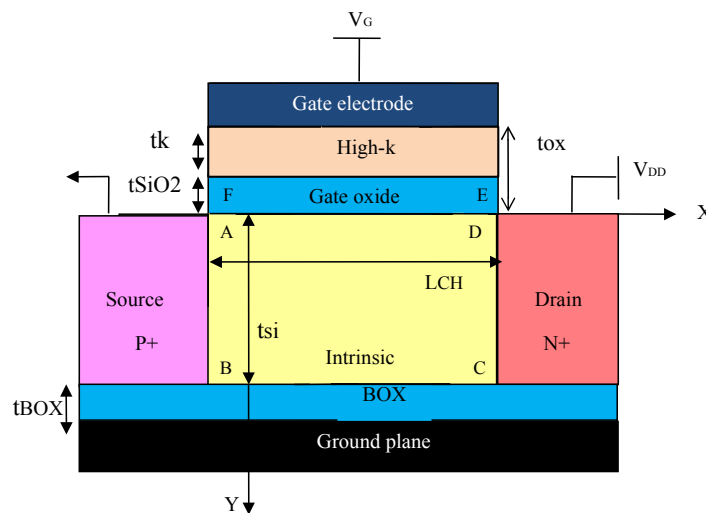 VG
Gate electrode
tk
High-k
tox
tSiO2
VDD
F
Gate oxide
E
X
A
D
LCH
Source
Drain
tsi
P+
N+
B
Intrinsic
C
BOX
tBOX
Ground plane
Y